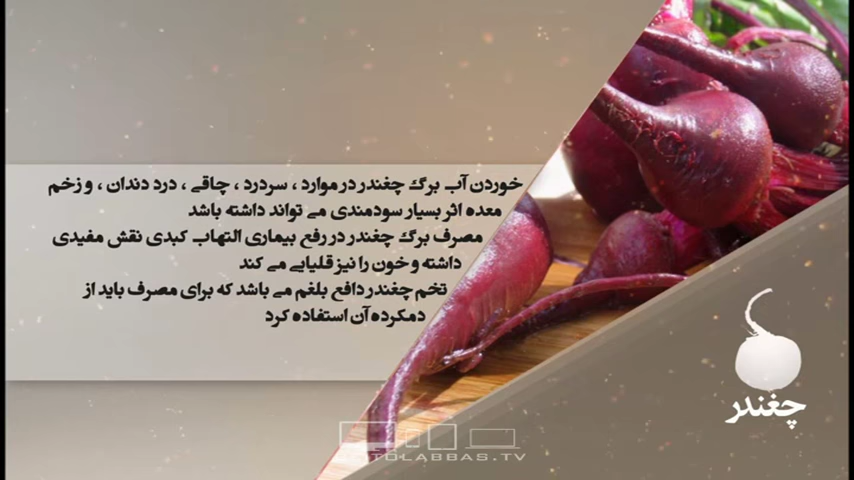 خوردن آب برگ چغندر در موارد ، سردرد ، چاقی ، درد دندان ، و زخم
معده اثر بسیار سودمندی می تواند داشته باشد
مصرف برگ چغندر در رفع بیماری التهاب کبدی نقش مفیدی
داشته و خون را نیز قلیایی می کند
تخم چغندر دافع بلغم می باشد که برای مصرف باید از
دمکرده آن استفاده کرد
چغندر